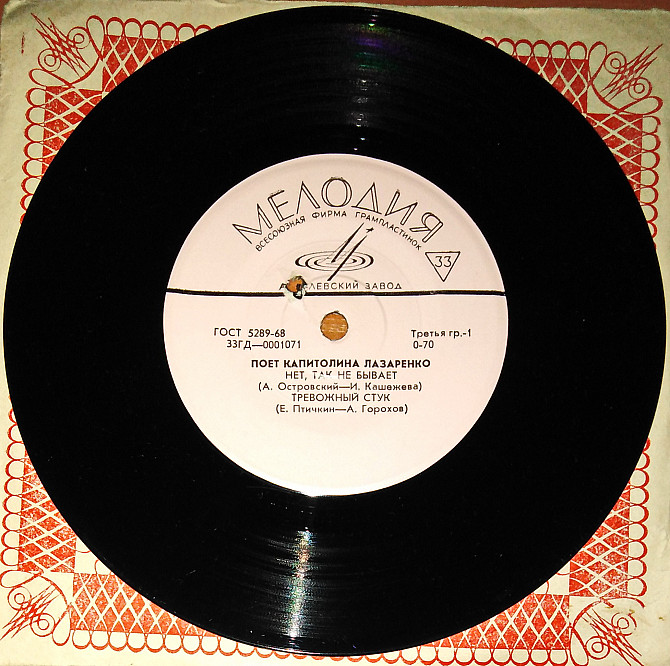 МЕЛОДИЯ
ВСЕСОЮЗНАЯ ФИРМА ГРАМПЛАСТИНОК
33
ЗАВОД
ГОСТ 5289-68
Третья гр.-1
33ГД—0001071
0-70
ПОЕТ КАПИТОЛИНА ЛАЗАРЕНКО
НЕТ, ТАК НЕ БЫВАЕТ
(А. Островский—И. Кашежева)
ТРЕВОЖНЫЙ СТУК
(Е. Птичкин—А. Горохов)